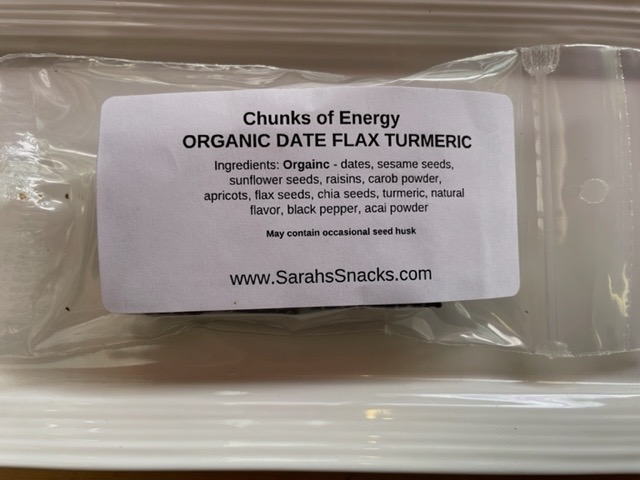 Chunks of Energy
ORGANIC DATE FLAX TURMERIC
Ingredients: Orgainc - dates, sesame seeds,
sunflower seeds, raisins, carob powder,
apricots, flax seeds, chia seeds, turmeric, natural
flavor, black pepper, acai powder
May contain occasional seed husk
www.SarahsSnacks.com